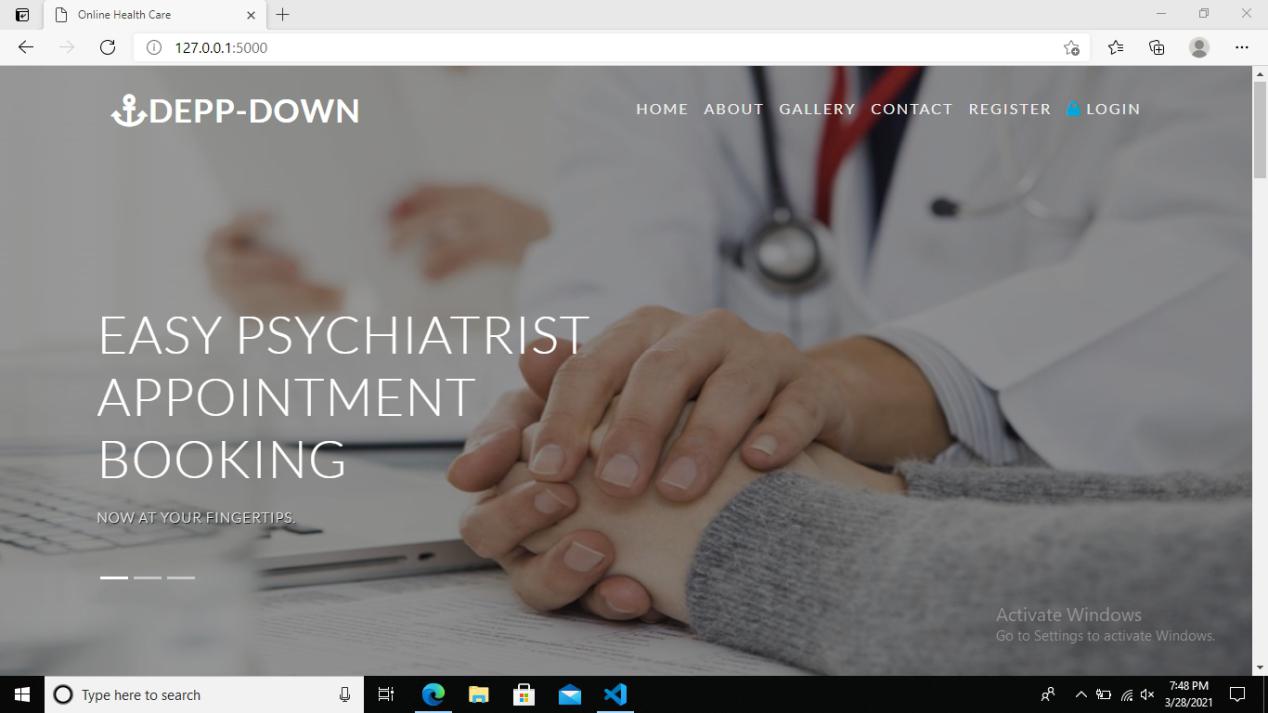 Online Health Care
127.0.0.1:5000
DEPP-DOWN
HOME ABOUT GALLERY CONTACT REGISTER LOGIN
EASY PSYCHIATRIST
APPOINTMENT
BOOKING
NOW AT YOUR FINGERTIPS.
Activate Windows
Go to Settings to activate Windows.
Type here to search
7:48 PM
3/28/2021